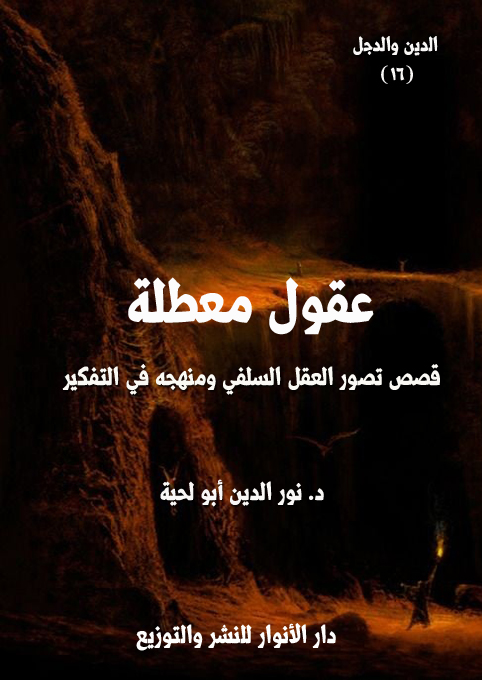 الدين والدجل
(١٦)
عقول معطلة
قصص تصور العقل السلفي ومنهجه في التفكير
د. نور الدين أبو لحية
دار الأنوار للنشر والتوزيع